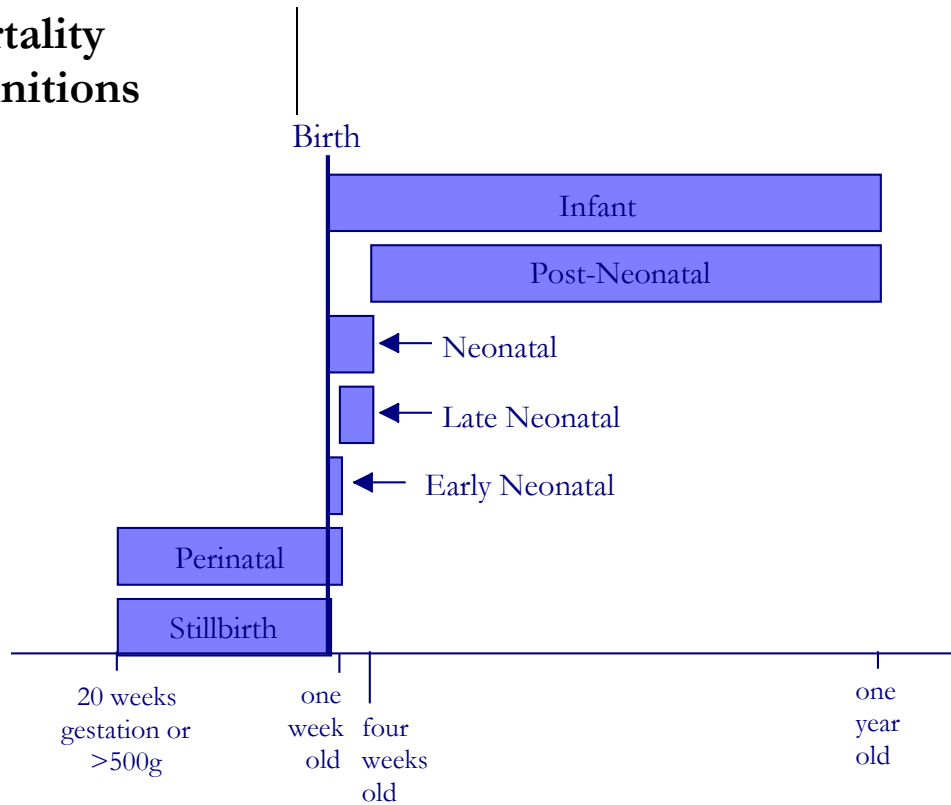 rtality
nitions
Birth
Infant
Post-Neonatal
Neonatal
Late Neonatal
Early Neonatal
Perinatal
Stillbirth
20 weeks
gestation or
>500g
one
week
old
four
weeks
old
one
year
old